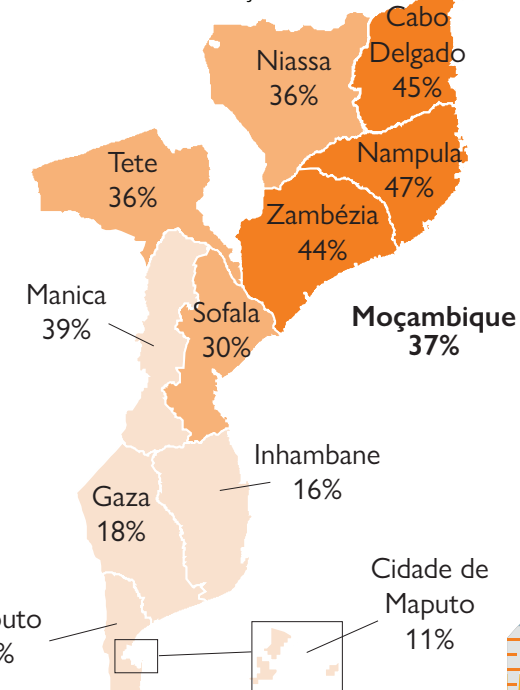 Cabo
Delgado
45%
Niassa
36%
Nampula
47%
Tete
36%
Zambézia
44%
Manica
39%
Sofala
30%
Moçambique
37%
Inhambane
16%
Gaza
18%
Cidade de
Maputo
11%